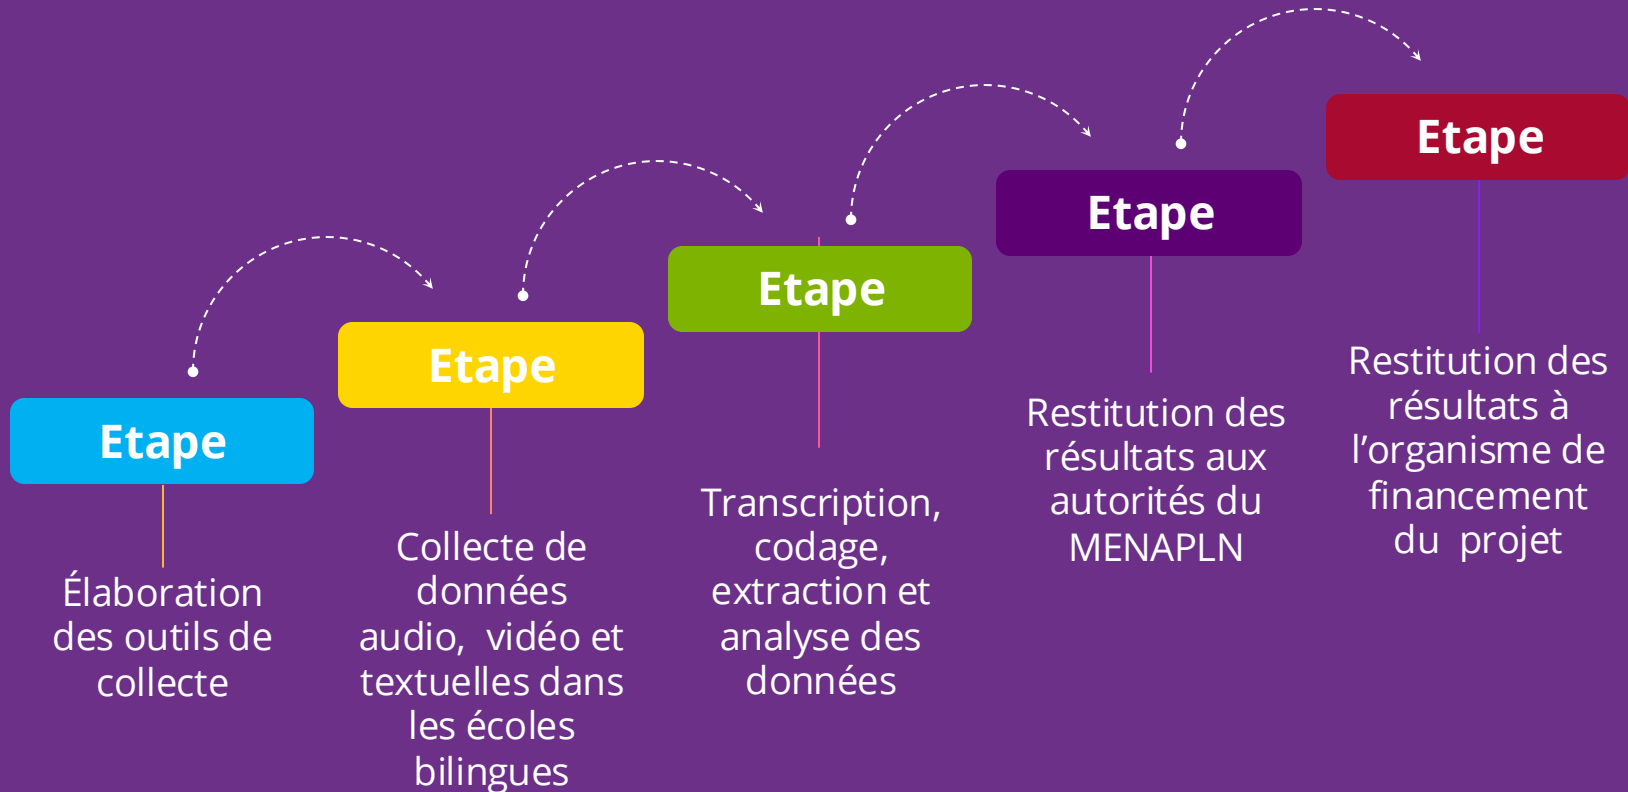 Etape
Élaboration
des outils de
collecte
Etape
Collecte de
données
audio,  vidéo et
textuelles dans
les écoles
bilingues
Etape
Transcription,
codage,
extraction et
analyse des
données
Etape
Restitution des
résultats aux
autorités du
MENAPLN
Etape
Restitution des
résultats à
l’organisme de
financement
du  projet